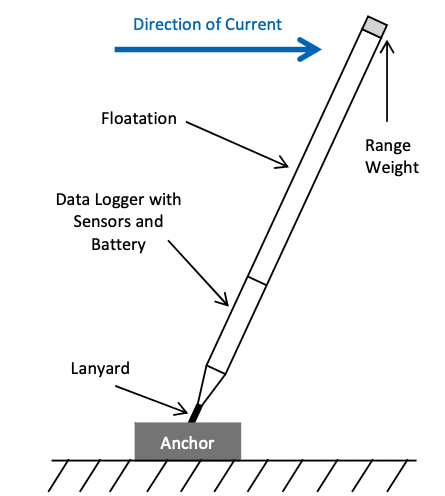 Direction of Current
Floatation
Range
Weight
Data Logger with
Sensors and
Battery
Lanyard
Anchor